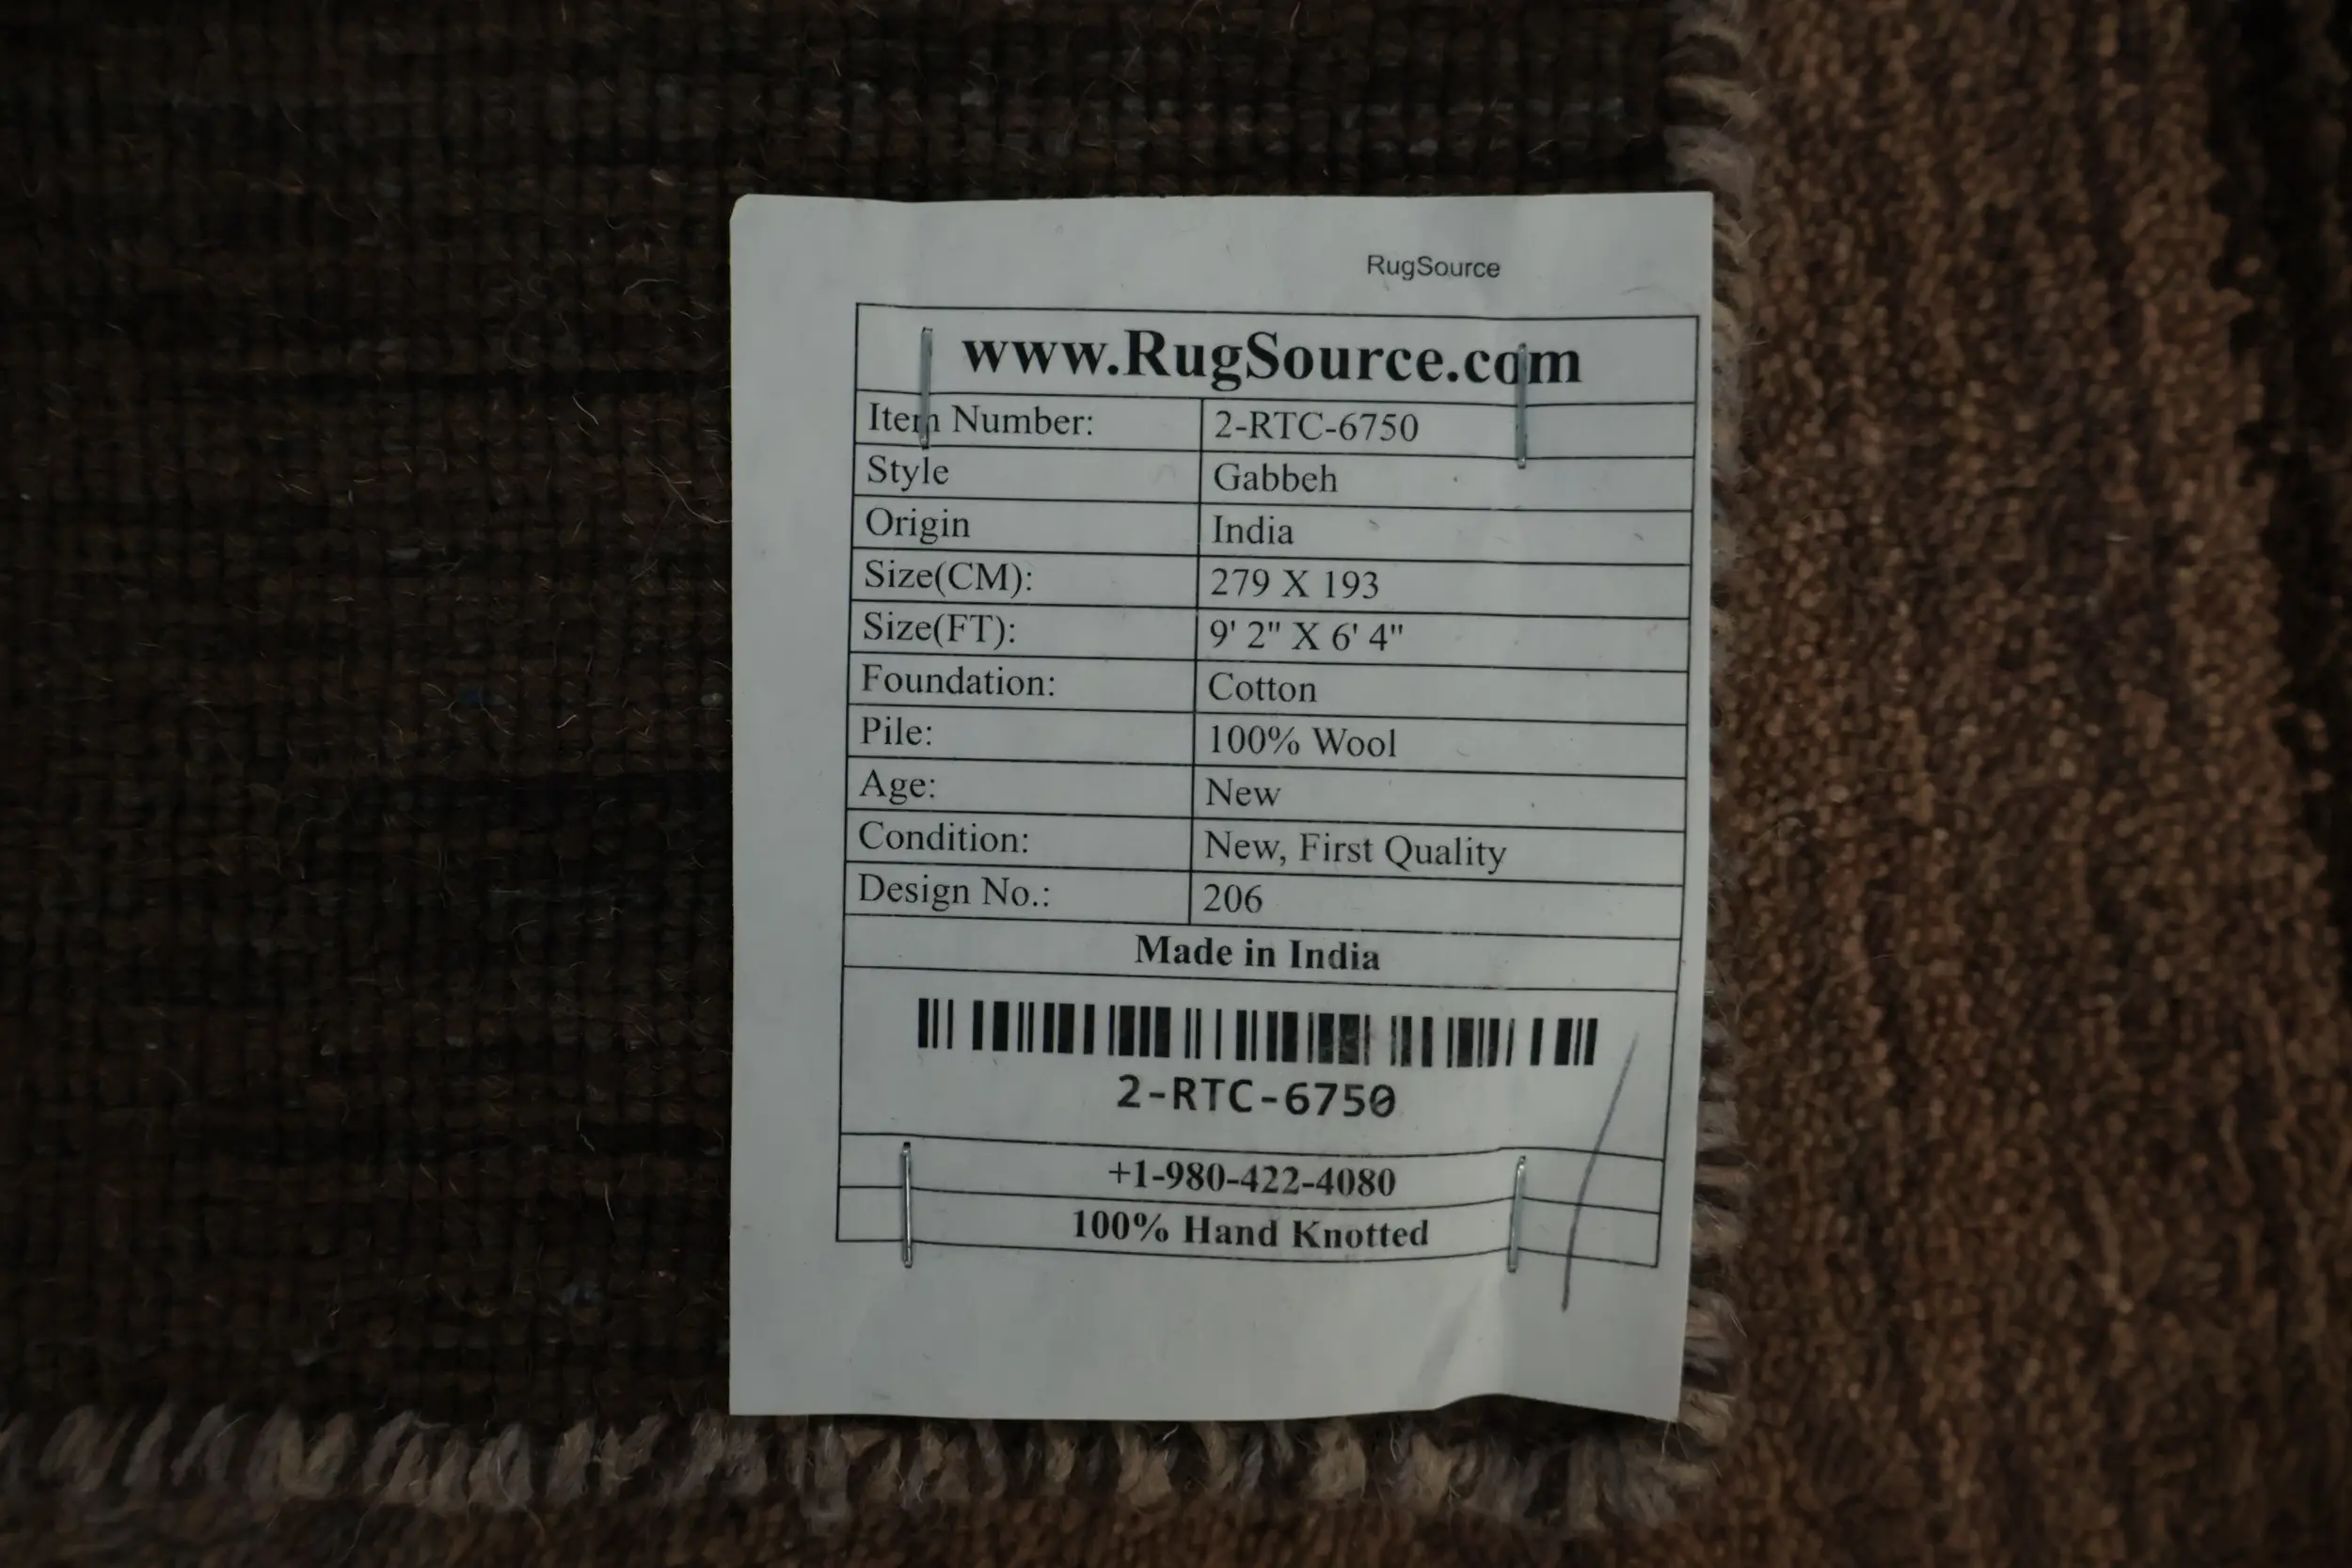 RugSource
www.RugSource.com
Item Number: 2-RTC-6750
Style Gabbeh
Origin India
Size(CM): 279 X 193
Size(FT): 9' 2" X 6' 4"
Foundation: Cotton
Pile: 100% Wool
Age: New
Condition: New, First Quality
Design No.: 206
Made in India
2-RTC-6750
+1-980-422-4080
100% Hand Knotted